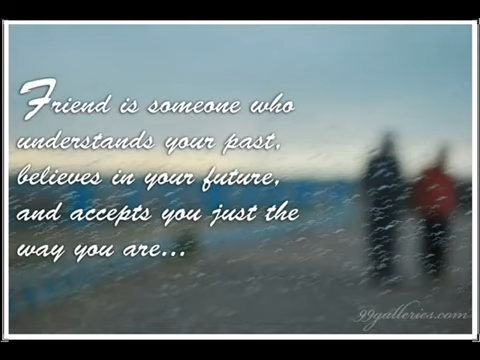 Friend is someone who
understands your past,
believes in your future,
and accepts you just the
way you are...
99galleries.com